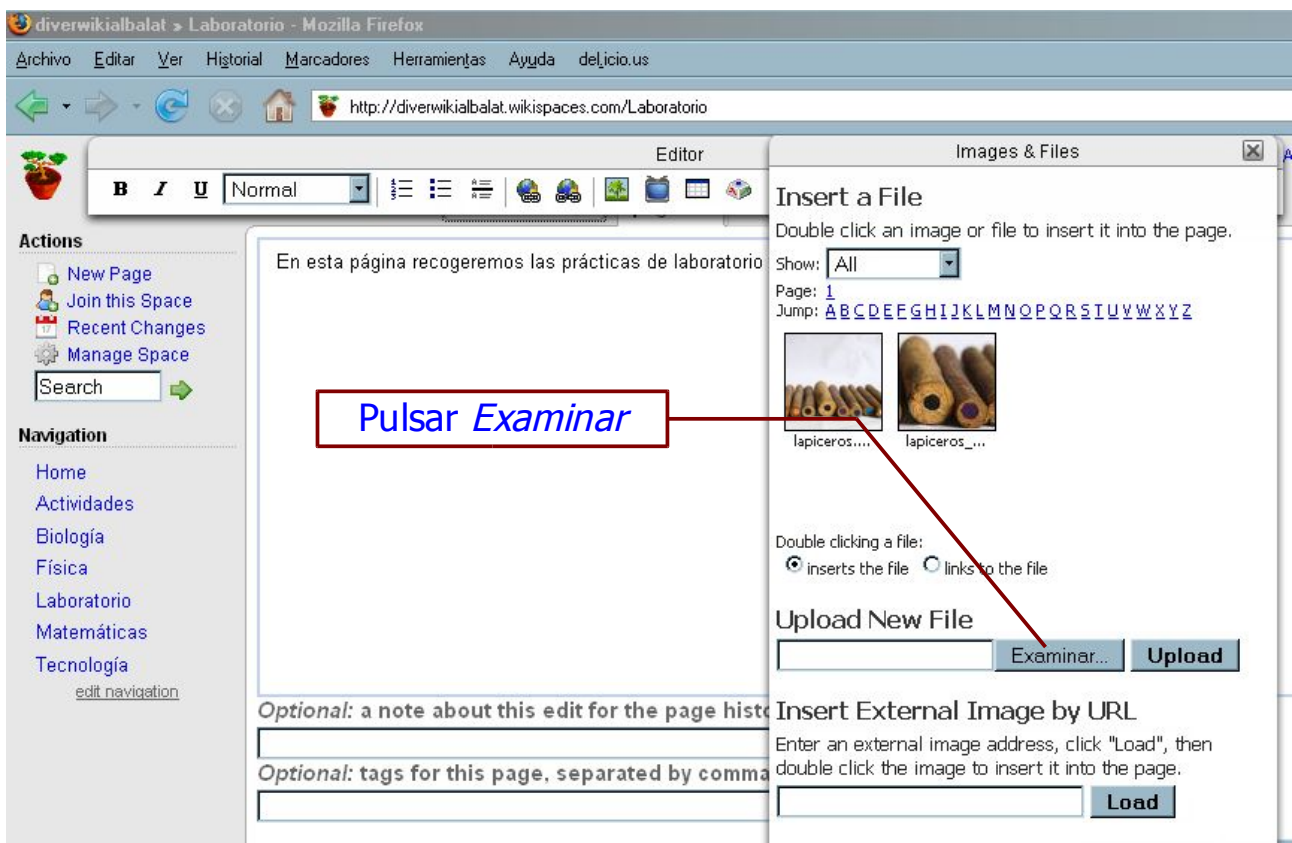 diverwikialbalat » Laboratorio - Mozilla Firefox
Archivo Editar Ver Historial Marcadores Herramientas Ayuda del.icio.us
http://diverwikialbalat.wikispaces.com/Laboratorio
Editor
B I U Normal
Actions
New Page
Join this Space
Recent Changes
Manage Space
Search
Navigation
Home
Actividades
Biología
Física
Laboratorio
Matemáticas
Tecnología
edit navigation
En esta página recogeremos las prácticas de laboratorio
Pulsar Examinar
Optional: a note about this edit for the page histo
Optional: tags for this page, separated by comma
Images & Files
Insert a File
Double click an image or file to insert it into the page.
Show: All
Page: 1
Jump: A B C D E F G H I J K L M N O P Q R S T U V W X Y Z
lapiceros.... lapiceros_...
Double clicking a file:
inserts the file links to the file
Upload New File
Examinar... Upload
Insert External Image by URL
Enter an external image address, click "Load", then
double click the image to insert it into the page.
Load